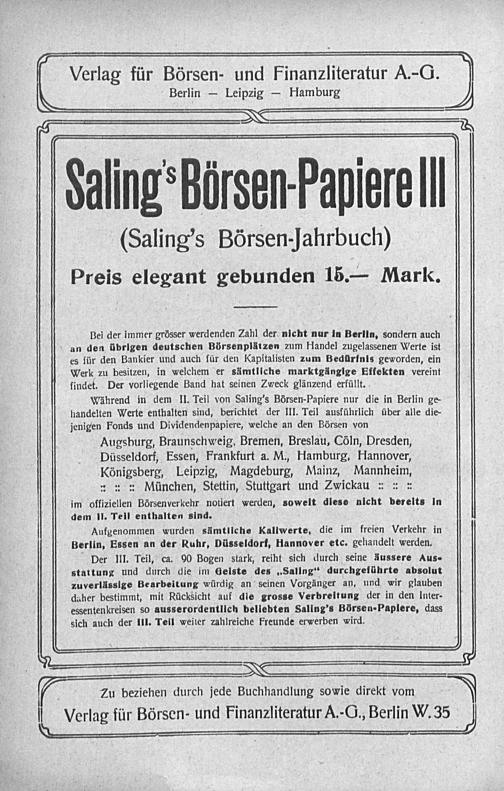 Verlag für Börsen- und Finanzliteratur A.-G.
Berlin — Leipzig — Hamburg
Saling's Börsen-Papiere III
(Saling's Börsen-Jahrbuch)
Preis elegant gebunden 15.— Mark.
Bei der immer grösser werdenden Zahl der nicht nur in Berlin, sondern auch
an den übrigen deutschen Börsenplätzen zum Handel zugelassenen Werte ist
es für den Bankier und auch für den Kapitalisten zum Bedürfnis geworden, ein
Werk zu besitzen, in welchem er sämtliche marktgängige Effekten vereint
findet. Der vorliegende Band hat seinen Zweck glänzend erfüllt.
Während in dem II. Teil von Saling's Börsen-Papiere nur die in Berlin ge-
handelten Werte enthalten sind, berichtet der III. Teil ausführlich über alle die-
jenigen Fonds und Dividendenpapiere, welche an den Börsen von
Augsburg, Braunschweig, Bremen, Breslau, Cöln, Dresden,
Düsseldorf, Essen, Frankfurt a. M., Hamburg, Hannover,
Königsberg, Leipzig, Magdeburg, Mainz, Mannheim,
:: :: :: München, Stettin, Stuttgart und Zwickau :: :: ::
im offiziellen Börsenverkehr notiert werden, soweit diese nicht bereits in
dem II. Teil enthalten sind.
Aufgenommen wurden sämtliche Kaliwerte, die im freien Verkehr in
Berlin, Essen an der Ruhr, Düsseldorf, Hannover etc. gehandelt werden.
Der III. Teil, ca. 90 Bogen stark, reiht sich durch seine äussere Aus-
stattung und durch die im Geiste des „Saling" durchgeführte absolut
zuverlässige Bearbeitung würdig an seinen Vorgänger an, und wir glauben
daher bestimmt, mit Rücksicht auf die grosse Verbreitung der in den Inter-
essentenkreisen so ausserordentlich beliebten Saling's Börsen-Papiere, dass
sich auch der III. Teil weiter zahlreiche Freunde erwerben wird.
Zu beziehen durch jede Buchhandlung sowie direkt vom
Verlag für Börsen- und Finanzliteratur A.-G., Berlin W. 35